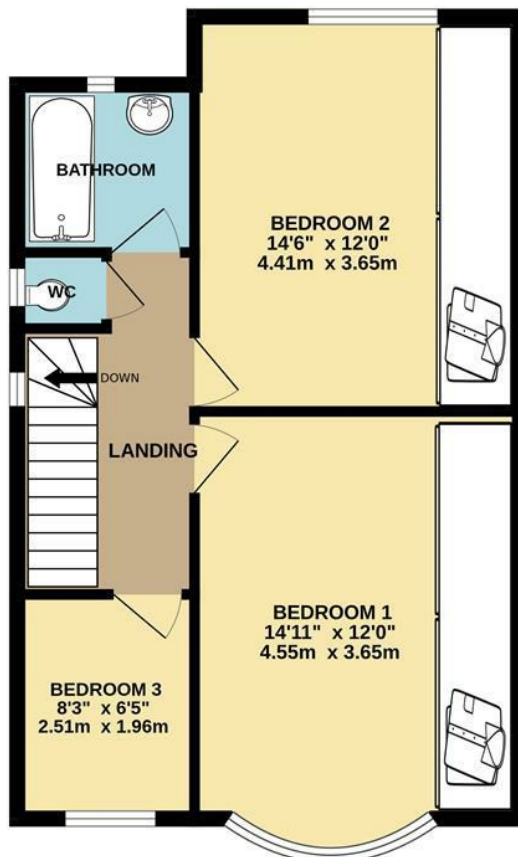 BATHROOM
BEDROOM 2
14'6" x 12'0"
4.41m x 3.65m
WC
DOWN
LANDING
BEDROOM 1
14'11" x 12'0"
4.55m x 3.65m
BEDROOM 3
8'3" x 6'5"
2.51m x 1.96m